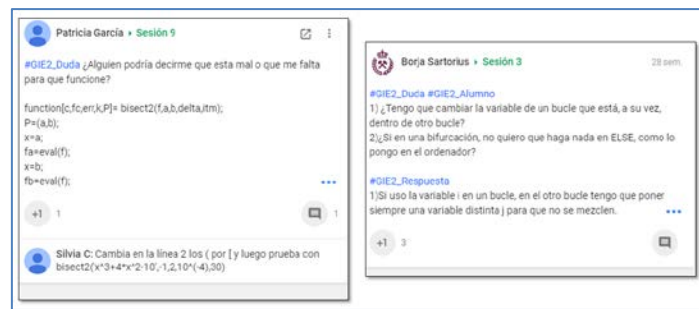 Patricia García ▸ Sesión 9
#GIE2_Duda ¿Alguien podría decirme que esta mal o que me falta
para que funcione?
function[c,fc,err,k,P]= bisect2(f,a,b,delta,itm);
P=(a,b);
x=a;
fa=eval(f);
x=b;
fb=eval(f);
+1 1
1
Silvia C: Cambia en la línea 2 los ( por [ y luego prueba con
bisect2('x^3+4*x^2-10',-1,2,10^(-4),30)
Borja Sartorius ▸ Sesión 3
28 sem.
#GIE2_Duda #GIE2_Alumno
1) ¿Tengo que cambiar la variable de un bucle que está, a su vez,
dentro de otro bucle?
2)¿Si en una bifurcación, no quiero que haga nada en ELSE, como lo
pongo en el ordenador?
#GIE2_Respuesta
1)Si uso la variable i en un bucle, en el otro bucle tengo que poner
siempre una variable distinta j para que no se mezclen.
+1 3